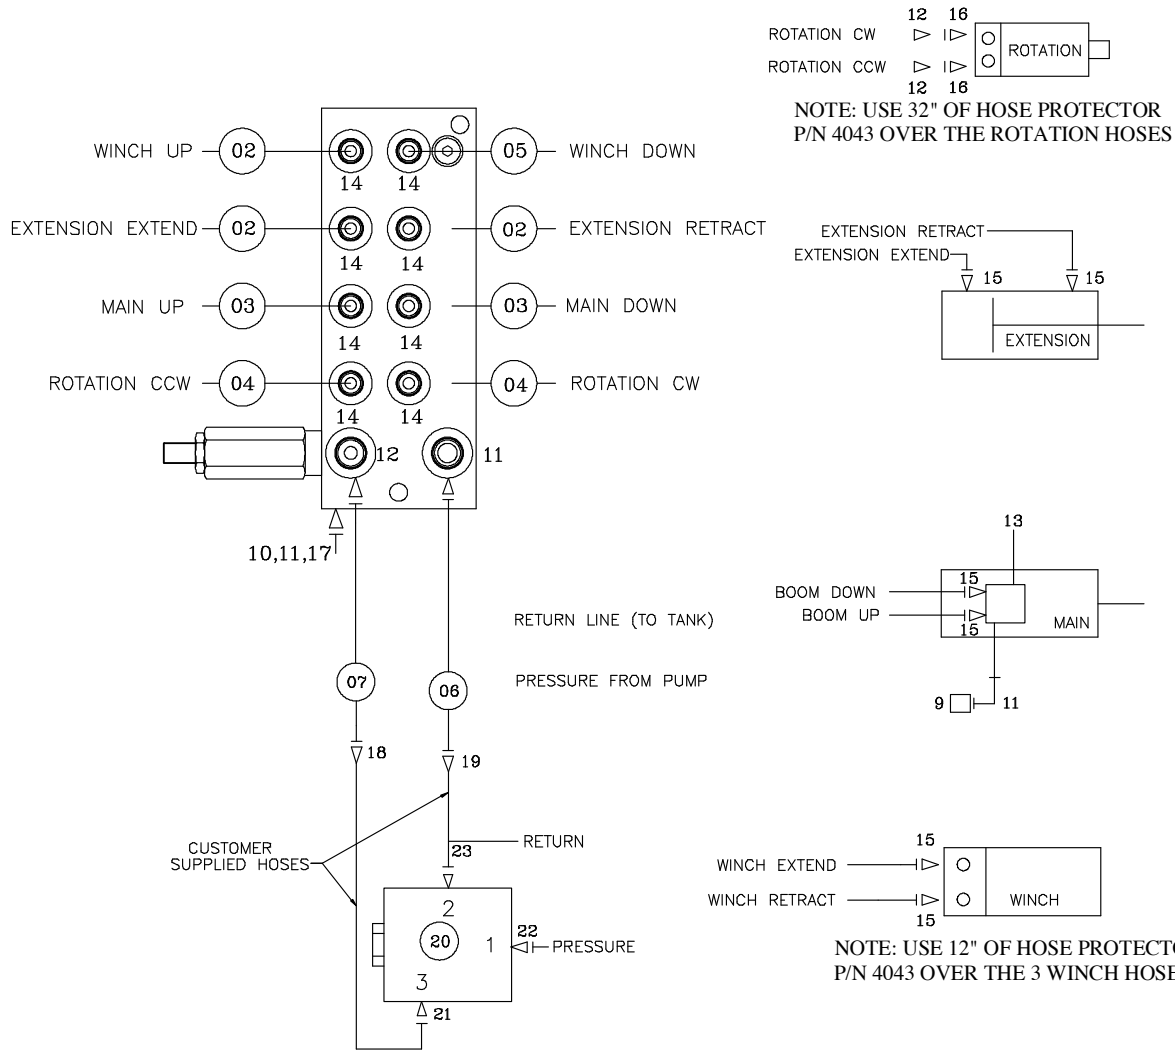 12 16
ROTATION CW
ROTATION
ROTATION CCW
12 16
NOTE: USE 32" OF HOSE PROTECTOR
P/N 4043 OVER THE ROTATION HOSES
WINCH UP 02 05 WINCH DOWN
14 14
EXTENSION EXTEND 02 02 EXTENSION RETRACT
14 14
MAIN UP 03 03 MAIN DOWN
14 14
ROTATION CCW 04 04 ROTATION CW
14 14
12 11
10,11,17
EXTENSION RETRACT
EXTENSION EXTEND
15 15
EXTENSION
13
15
BOOM DOWN
BOOM UP
15
MAIN
9 11
RETURN LINE (TO TANK)
PRESSURE FROM PUMP
07 06
18 19
CUSTOMER
SUPPLIED HOSES
RETURN
23
2
20 1 22 PRESSURE
3
21
15
WINCH EXTEND
WINCH RETRACT WINCH
15
NOTE: USE 12" OF HOSE PROTECTO
P/N 4043 OVER THE 3 WINCH HOSE